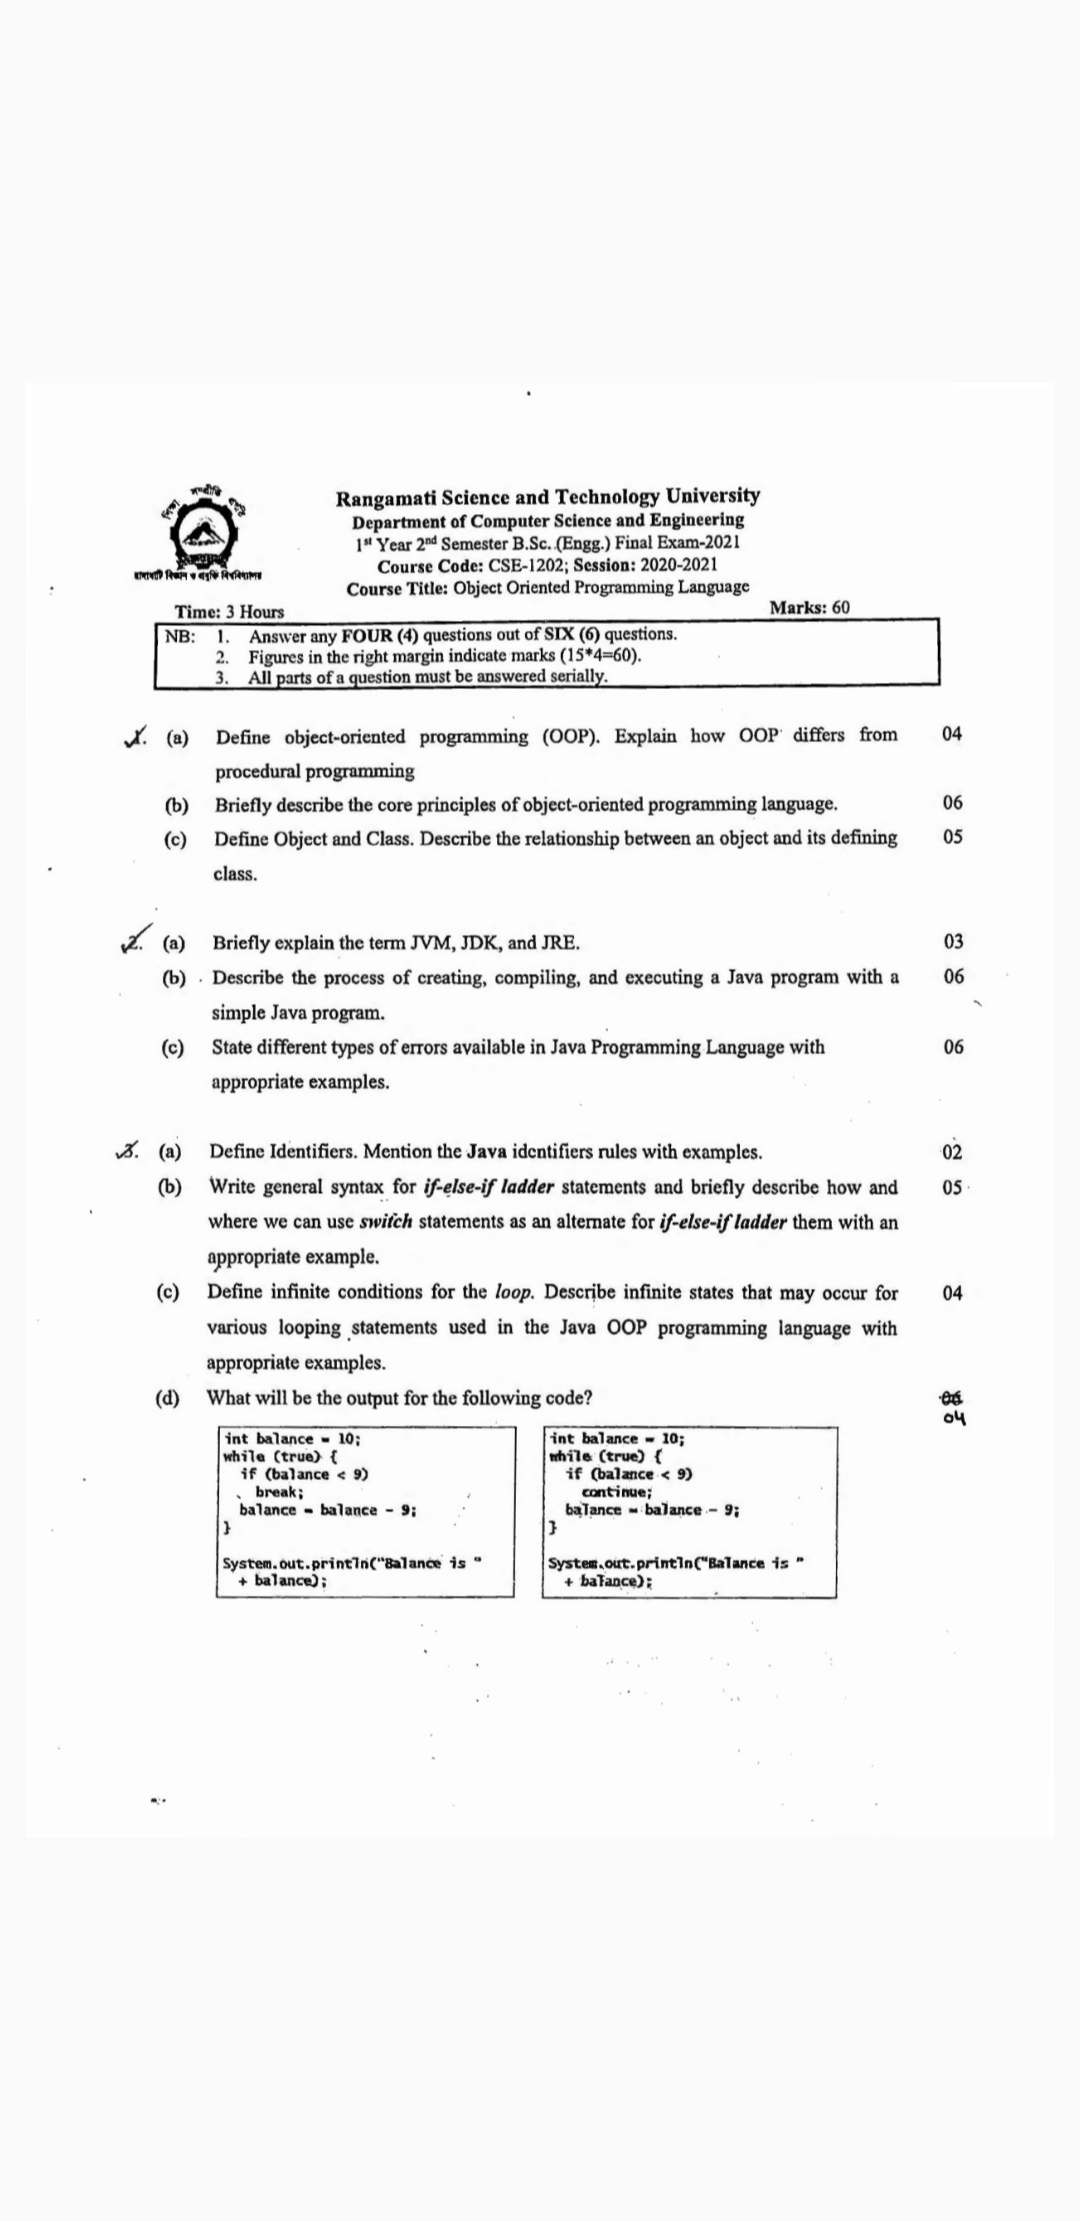 Rangamati Science and Technology University
Department of Computer Science and Engineering
1st Year 2nd Semester B.Sc. (Engg.) Final Exam-2021
Course Code: CSE-1202; Session: 2020-2021
Course Title: Object Oriented Programming Language
Time: 3 Hours Marks: 60
NB: 1. Answer any FOUR (4) questions out of SIX (6) questions.
2. Figures in the right margin indicate marks (15*4=60).
3. All parts of a question must be answered serially.
1. (a) Define object-oriented programming (OOP). Explain how OOP differs from 04
procedural programming
(b) Briefly describe the core principles of object-oriented programming language. 06
(c) Define Object and Class. Describe the relationship between an object and its defining 05
class.
2. (a) Briefly explain the term JVM, JDK, and JRE. 03
(b) Describe the process of creating, compiling, and executing a Java program with a 06
simple Java program.
(c) State different types of errors available in Java Programming Language with 06
appropriate examples.
3. (a) Define Identifiers. Mention the Java identifiers rules with examples. 02
(b) Write general syntax for if-else-if ladder statements and briefly describe how and 05
where we can use switch statements as an alternate for if-else-if ladder them with an
appropriate example.
(c) Define infinite conditions for the loop. Describe infinite states that may occur for 04
various looping statements used in the Java OOP programming language with
appropriate examples.
(d) What will be the output for the following code?
04
int balance = 10;
while (true) {
if (balance < 9)
break;
balance = balance - 9;
}
System.out.println("Balance is "
+ balance);
int balance = 10;
while (true) {
if (balance < 9)
continue;
balance = balance - 9;
}
System.out.println("Balance is "
+ balance);